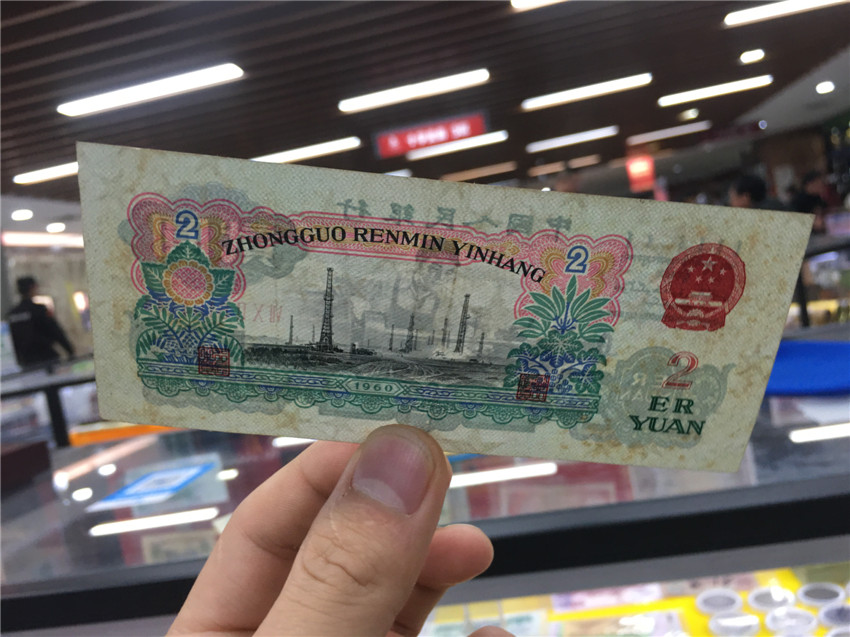 2
ZHONGGUO RENMIN YINHANG
2
1960
2
ER
YUAN